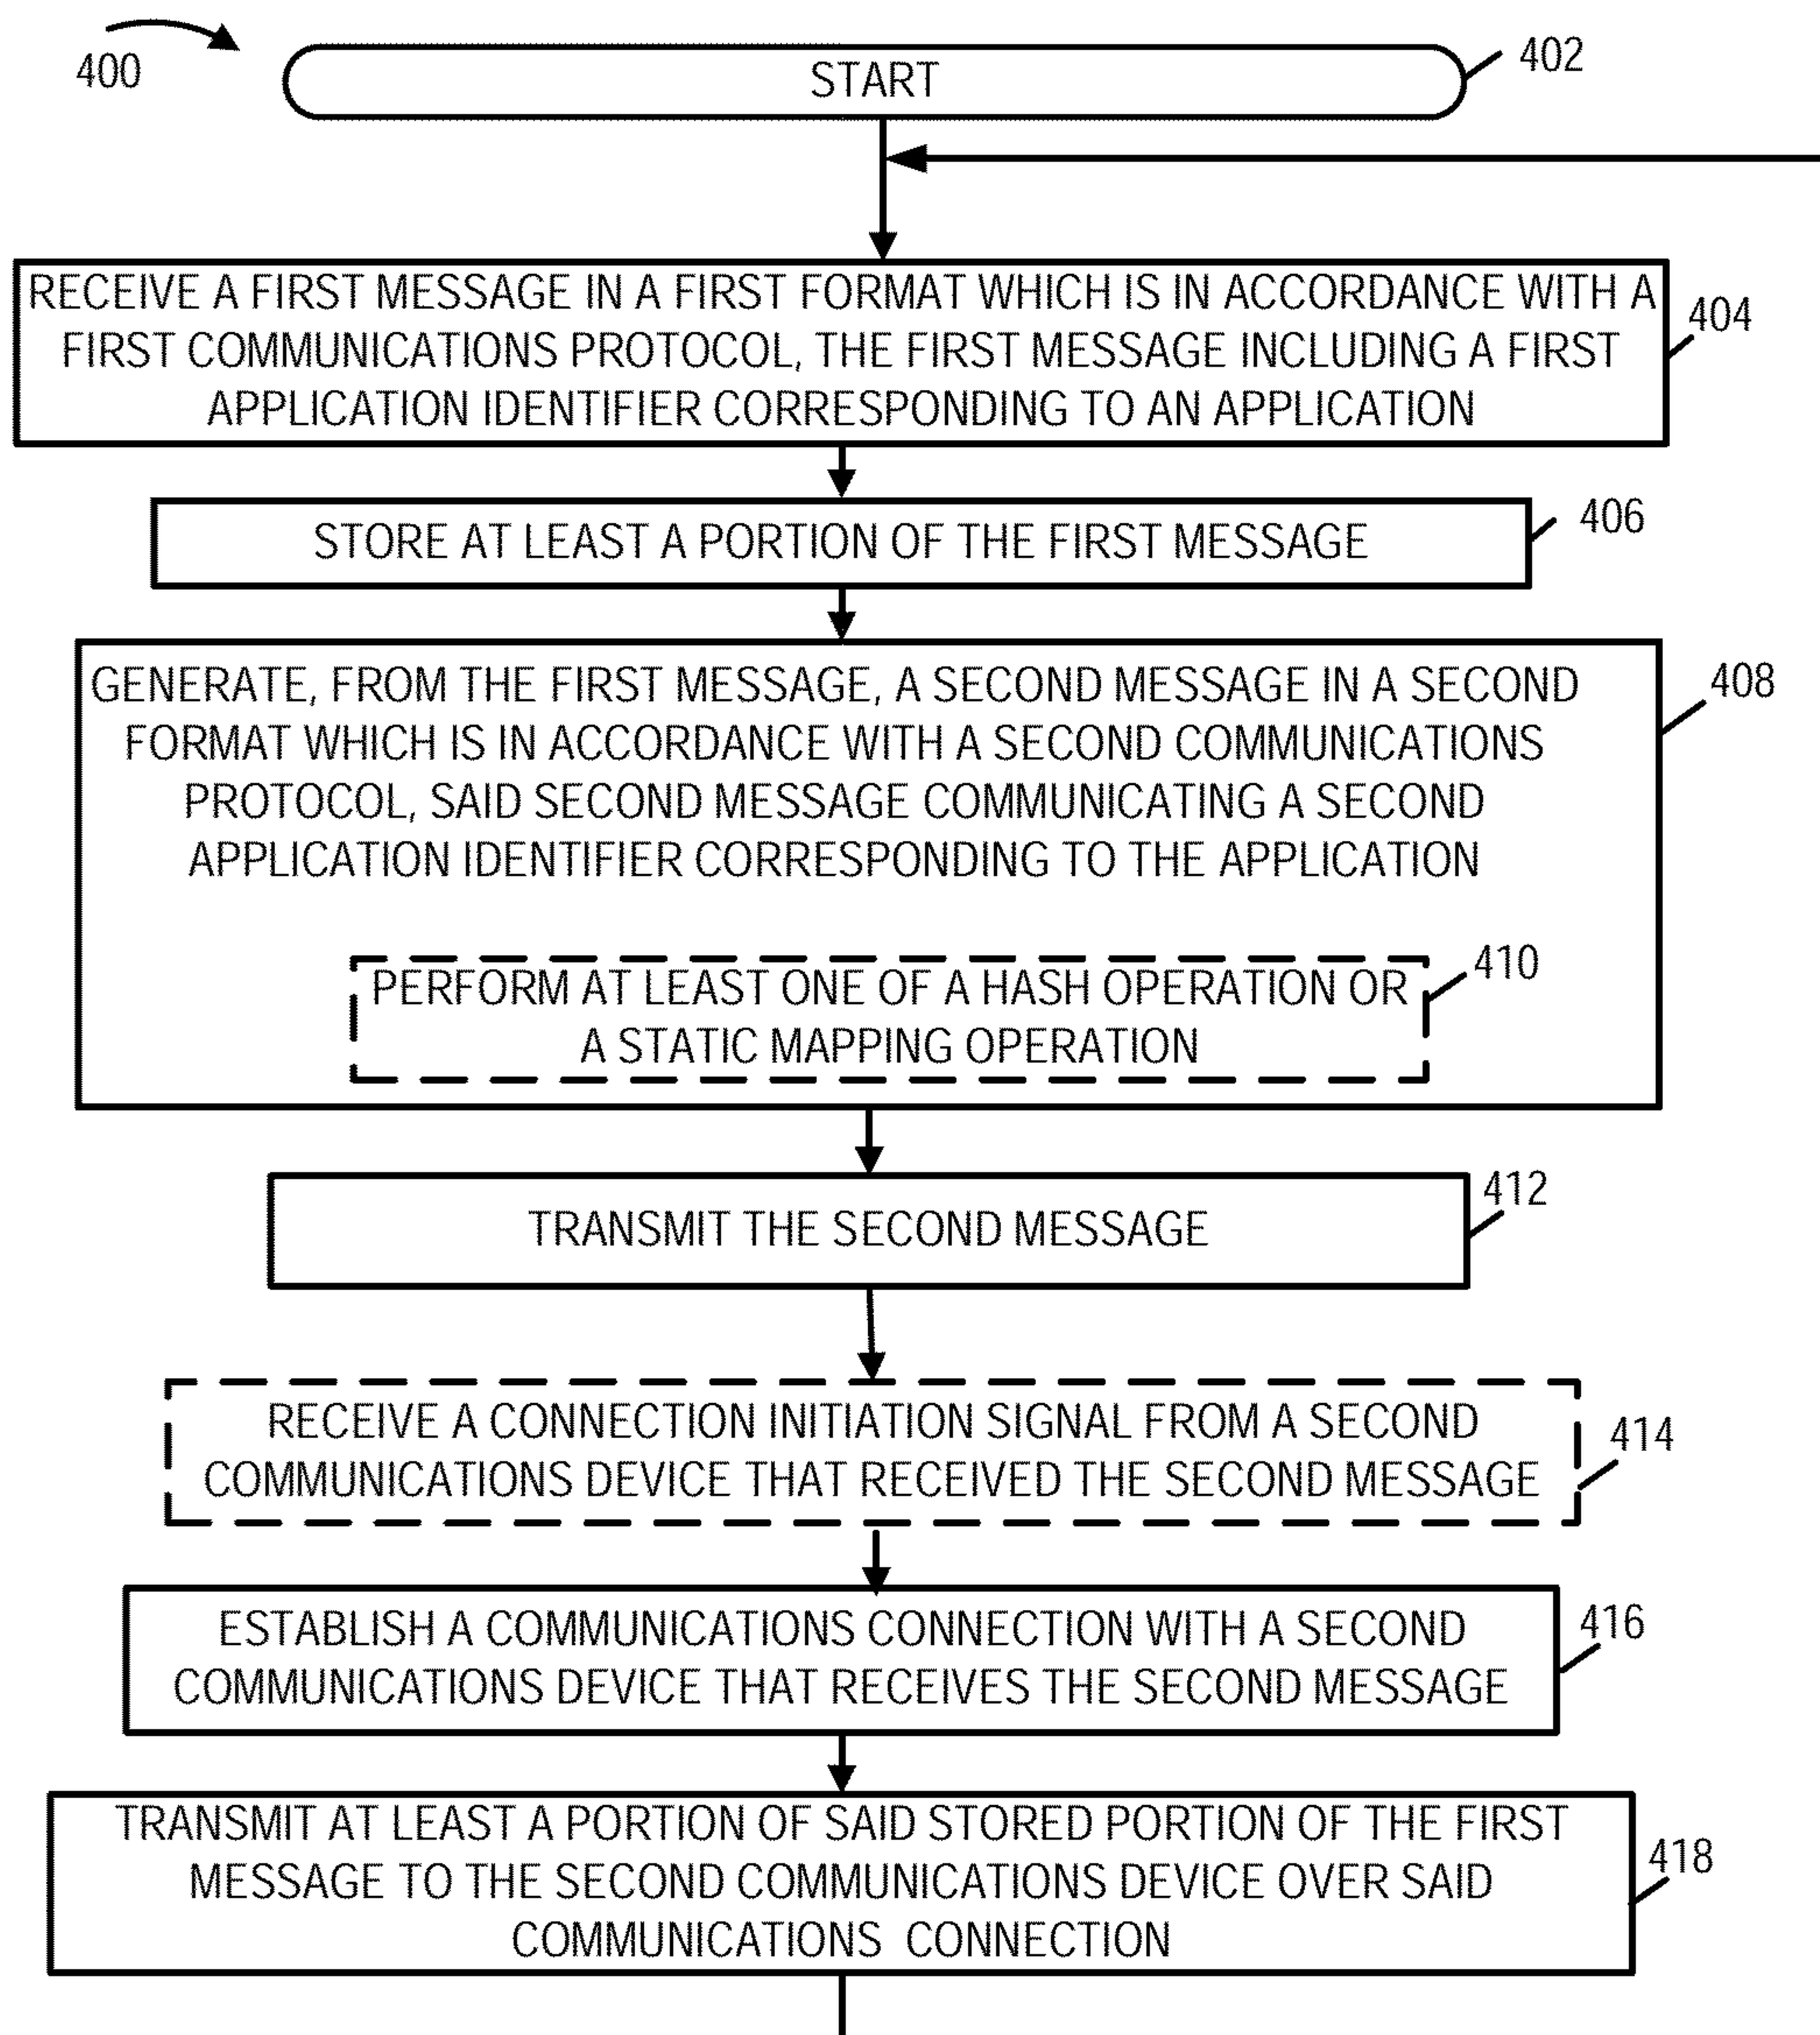 400
START
402
RECEIVE A FIRST MESSAGE IN A FIRST FORMAT WHICH IS IN ACCORDANCE WITH A
FIRST COMMUNICATIONS PROTOCOL, THE FIRST MESSAGE INCLUDING A FIRST
APPLICATION IDENTIFIER CORRESPONDING TO AN APPLICATION
404
STORE AT LEAST A PORTION OF THE FIRST MESSAGE
406
GENERATE, FROM THE FIRST MESSAGE, A SECOND MESSAGE IN A SECOND
FORMAT WHICH IS IN ACCORDANCE WITH A SECOND COMMUNICATIONS
PROTOCOL, SAID SECOND MESSAGE COMMUNICATING A SECOND
APPLICATION IDENTIFIER CORRESPONDING TO THE APPLICATION
408
PERFORM AT LEAST ONE OF A HASH OPERATION OR
A STATIC MAPPING OPERATION
410
TRANSMIT THE SECOND MESSAGE
412
RECEIVE A CONNECTION INITIATION SIGNAL FROM A SECOND
COMMUNICATIONS DEVICE THAT RECEIVED THE SECOND MESSAGE
414
ESTABLISH A COMMUNICATIONS CONNECTION WITH A SECOND
COMMUNICATIONS DEVICE THAT RECEIVES THE SECOND MESSAGE
416
TRANSMIT AT LEAST A PORTION OF SAID STORED PORTION OF THE FIRST
MESSAGE TO THE SECOND COMMUNICATIONS DEVICE OVER SAID
COMMUNICATIONS CONNECTION
418